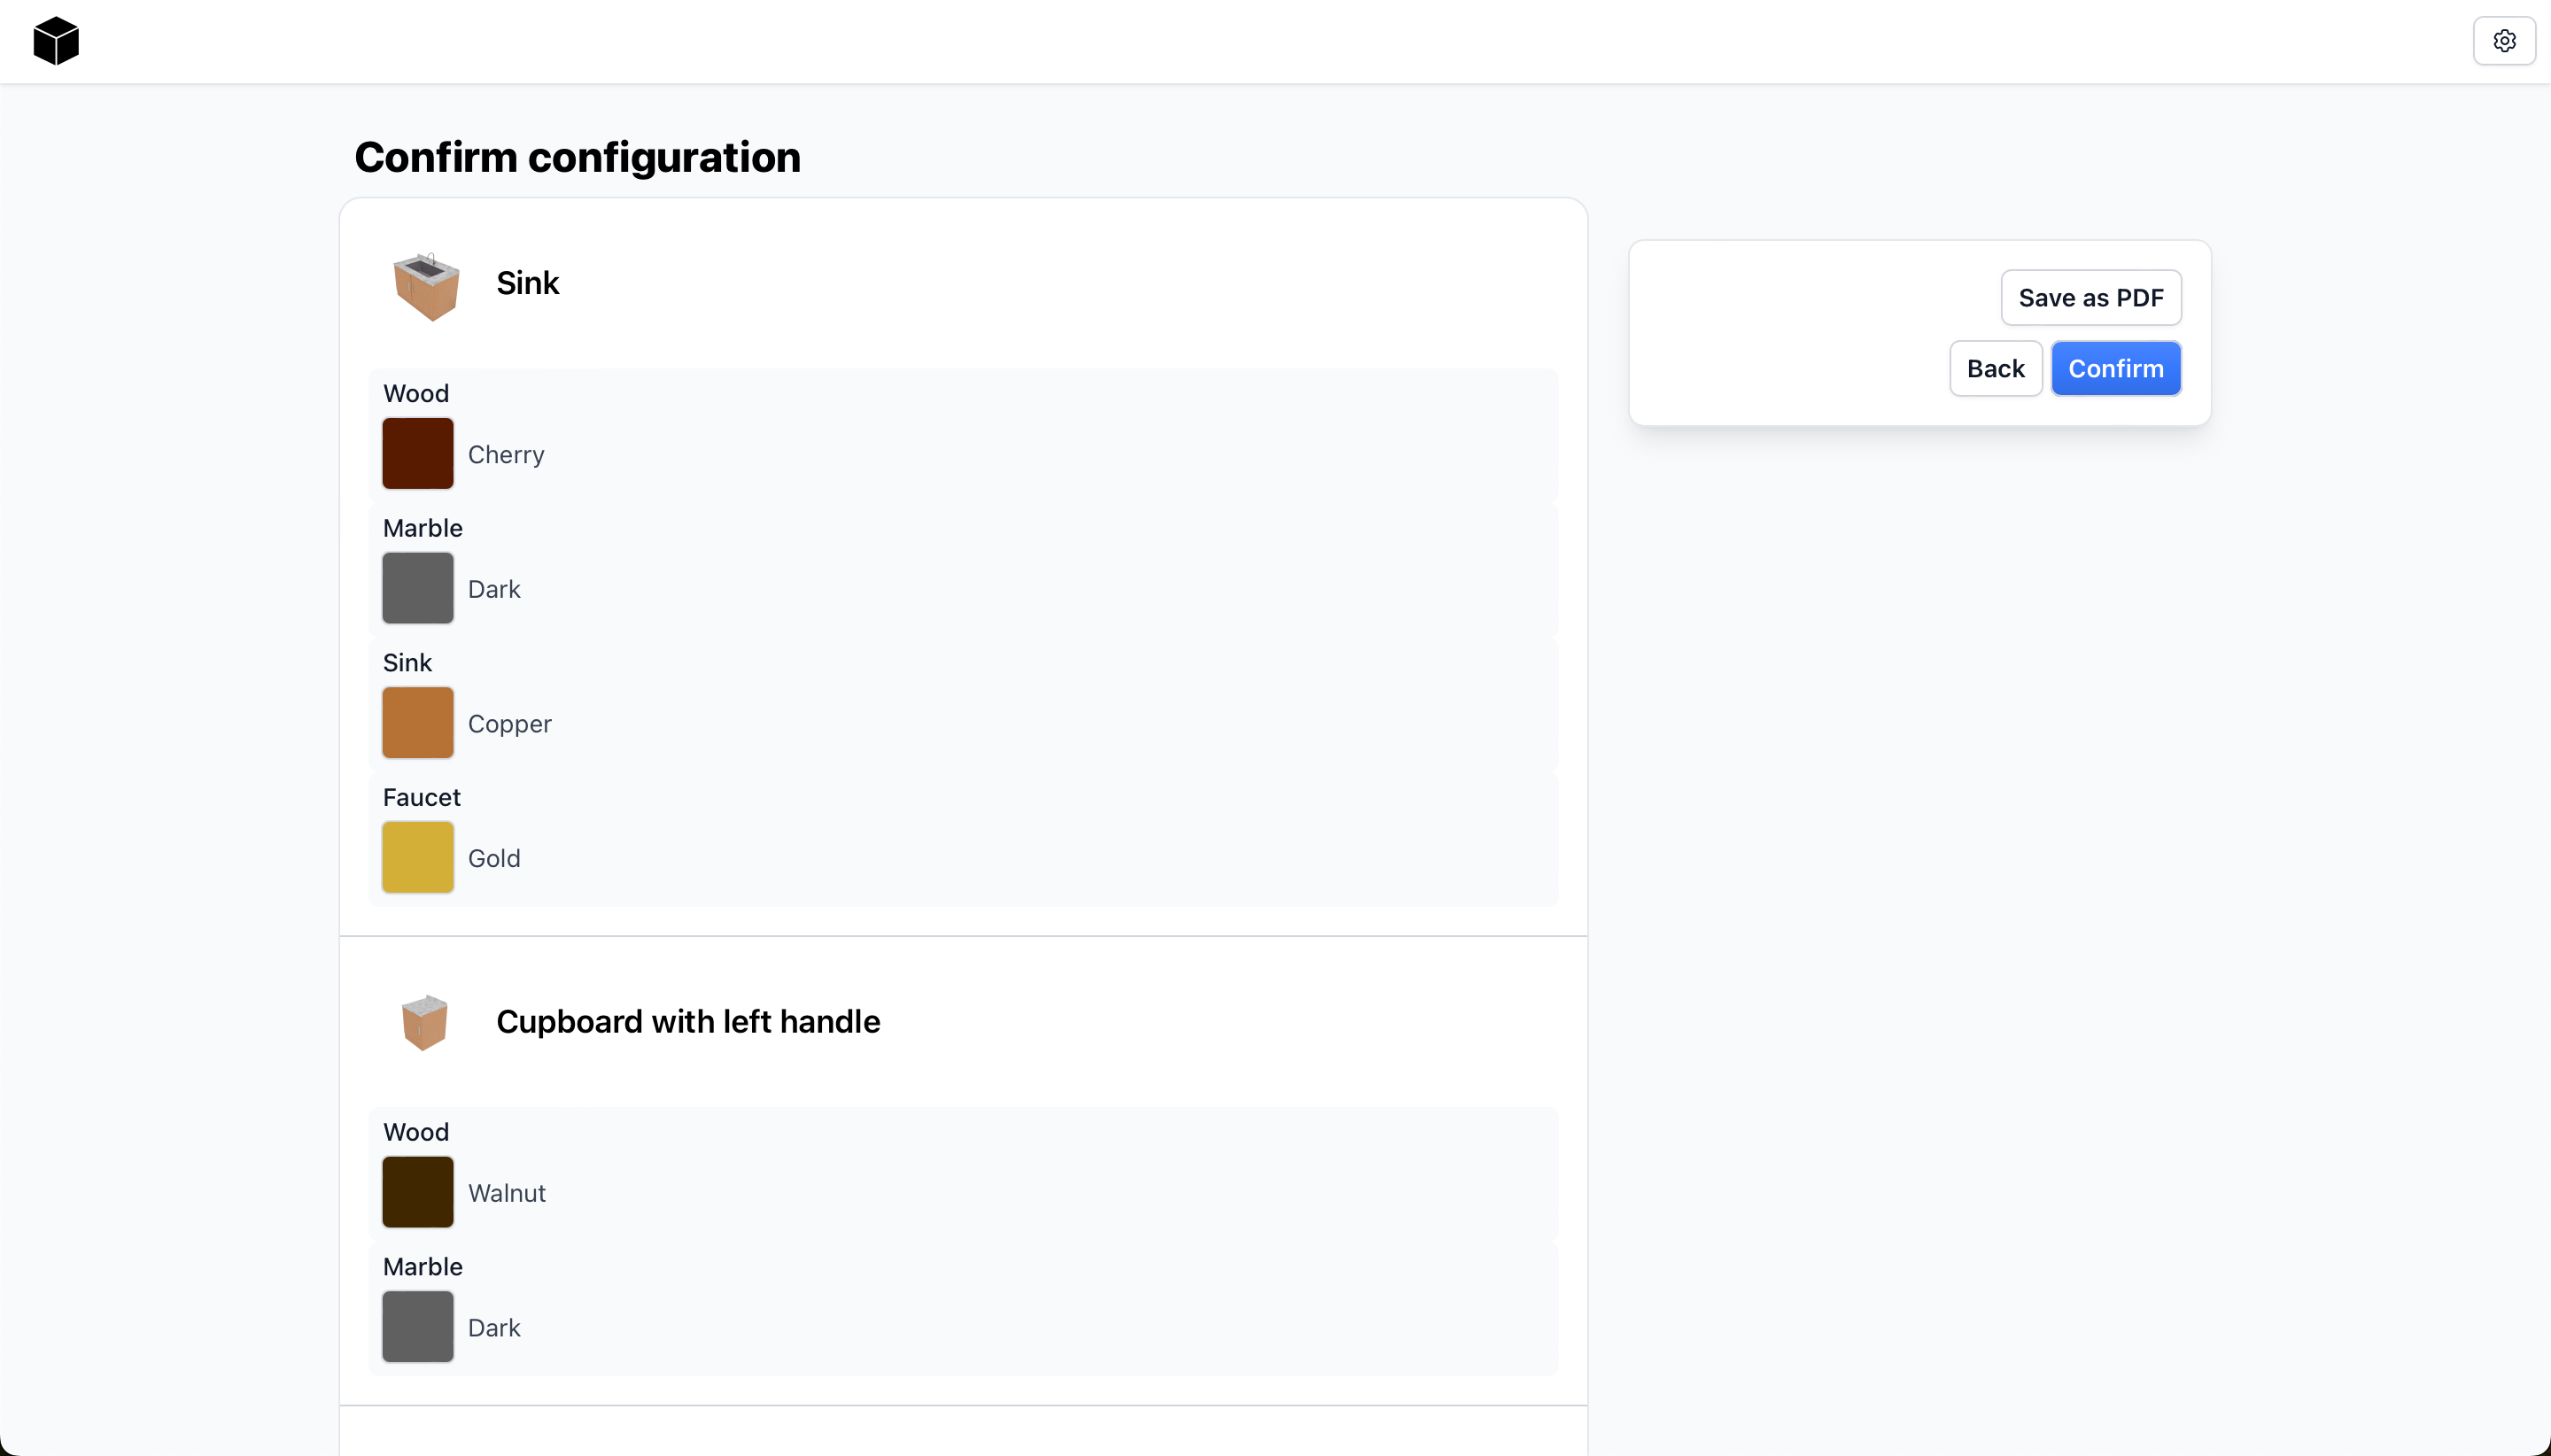 Confirm configuration
Sink
Wood
Cherry
Marble
Dark
Sink
Copper
Faucet
Gold
Cupboard with left handle
Wood
Walnut
Marble
Dark
Save as PDF
Back Confirm